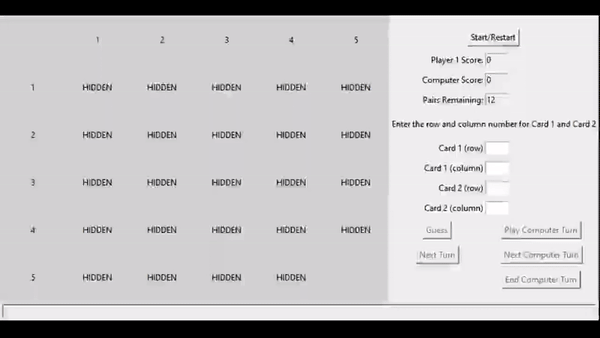 1 2 3 4 5
Start/Restart
Player 1 Score: 0
Computer Score: 0
1 HIDDEN HIDDEN HIDDEN HIDDEN HIDDEN
Pairs Remaining: 12
Enter the row and column number for Card 1 and Card 2
2 HIDDEN HIDDEN HIDDEN HIDDEN HIDDEN
Card 1 (row)
Card 1 (column)
3 HIDDEN HIDDEN HIDDEN HIDDEN HIDDEN
Card 2 (row)
Card 2 (column)
4 HIDDEN HIDDEN HIDDEN HIDDEN HIDDEN
Guess Play Computer Turn
Next Turn Next Computer Turn
5 HIDDEN HIDDEN HIDDEN HIDDEN
End Computer Turn